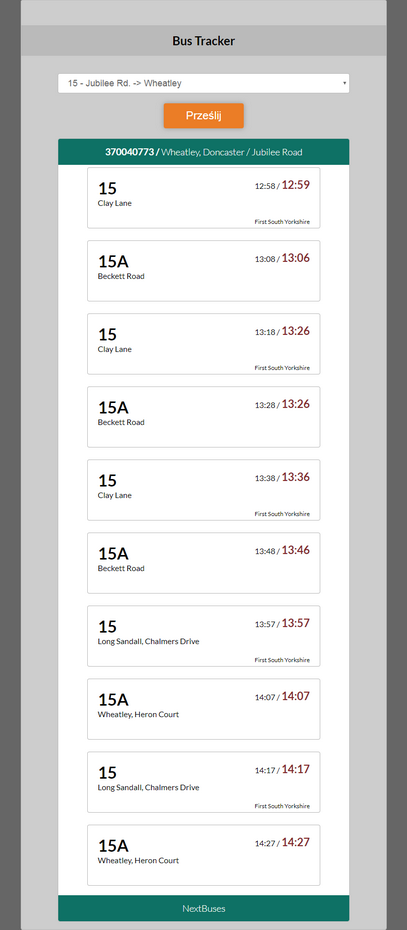 Bus Tracker
15 - Jubilee Rd. -> Wheatley
Prześlij
370040773 / Wheatley, Doncaster / Jubilee Road
15 12:58 / 12:59
Clay Lane
First South Yorkshire
15A 13:08 / 13:06
Beckett Road
15 13:18 / 13:26
Clay Lane
First South Yorkshire
15A 13:28 / 13:26
Beckett Road
15 13:38 / 13:36
Clay Lane
First South Yorkshire
15A 13:48 / 13:46
Beckett Road
15 13:57 / 13:57
Long Sandall, Chalmers Drive
First South Yorkshire
15A 14:07 / 14:07
Wheatley, Heron Court
15 14:17 / 14:17
Long Sandall, Chalmers Drive
First South Yorkshire
15A 14:27 / 14:27
Wheatley, Heron Court
NextBuses